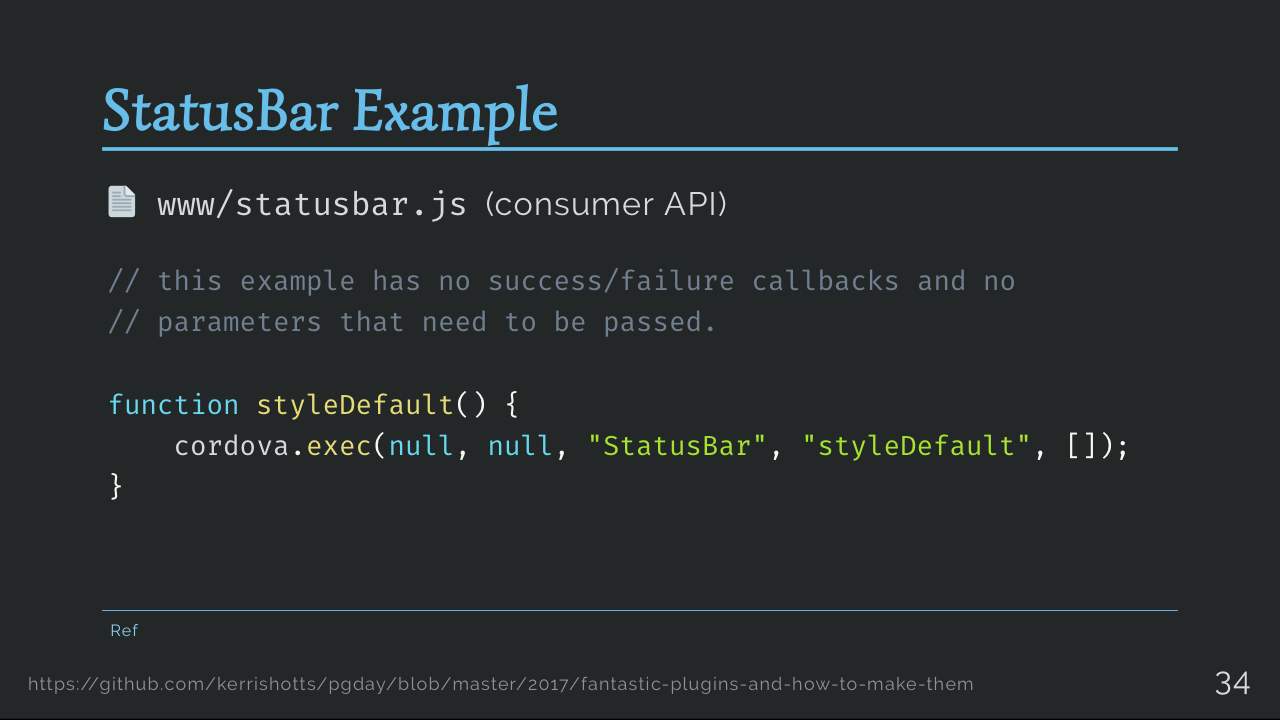 StatusBar Example
www/statusbar.js (consumer API)
// this example has no success/failure callbacks and no
// parameters that need to be passed.
function styleDefault() {
    cordova.exec(null, null, "StatusBar", "styleDefault", []);
}
Ref
https://github.com/kerrishotts/pgday/blob/master/2017/fantastic-plugins-and-how-to-make-them
34